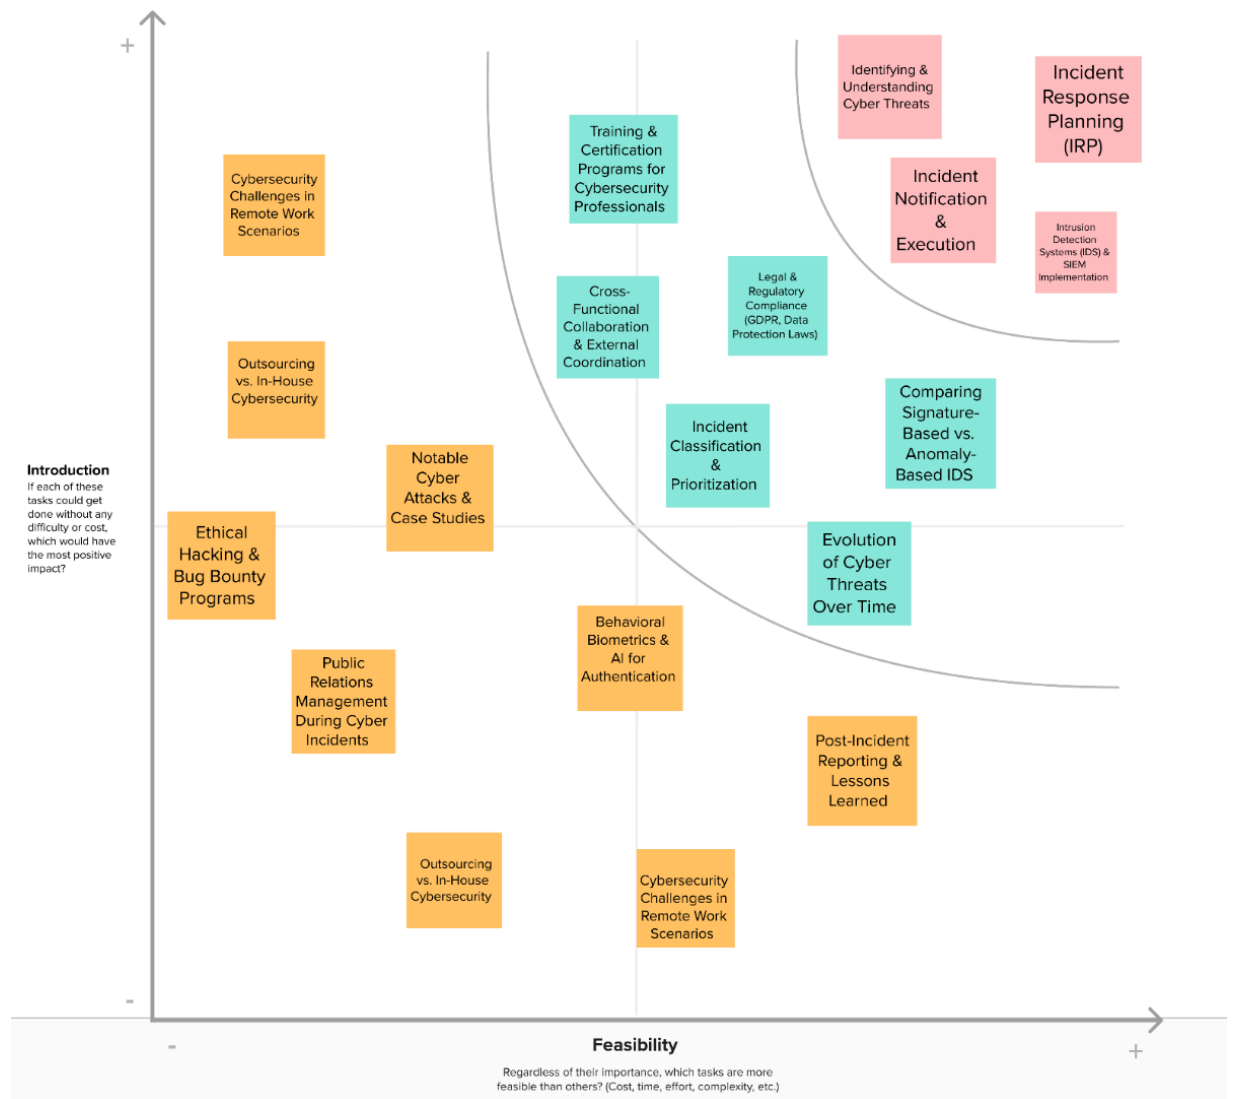 +
Identifying &
Understanding
Cyber Threats
Incident
Response
Planning
(IRP)
Training &
Certification
Programs for
Cybersecurity
Professionals
Cybersecurity
Challenges in
Remote Work
Scenarios
Incident
Notification
&
Execution
Intrusion
Detection
Systems (IDS) &
SIEM
Implementation
Cross-
Functional
Collaboration
& External
Coordination
Legal &
Regulatory
Compliance
(GDPR, Data
Protection Laws)
Outsourcing
vs. In-House
Cybersecurity
Comparing
Signature-
Based vs.
Anomaly-
Based IDS
Incident
Classification
&
Prioritization
Notable
Cyber
Attacks &
Case Studies
Introduction
If each of these
tasks could get
done without any
difficulty or cost,
which would have
the most positive
impact?
Ethical
Hacking &
Bug Bounty
Programs
Evolution
of Cyber
Threats
Over Time
Behavioral
Biometrics &
AI for
Authentication
Public
Relations
Management
During Cyber
Incidents
Post-Incident
Reporting &
Lessons
Learned
Outsourcing
vs. In-House
Cybersecurity
Cybersecurity
Challenges in
Remote Work
Scenarios
-
-
Feasibility
+
Regardless of their importance, which tasks are more
feasible than others? (Cost, time, effort, complexity, etc.)